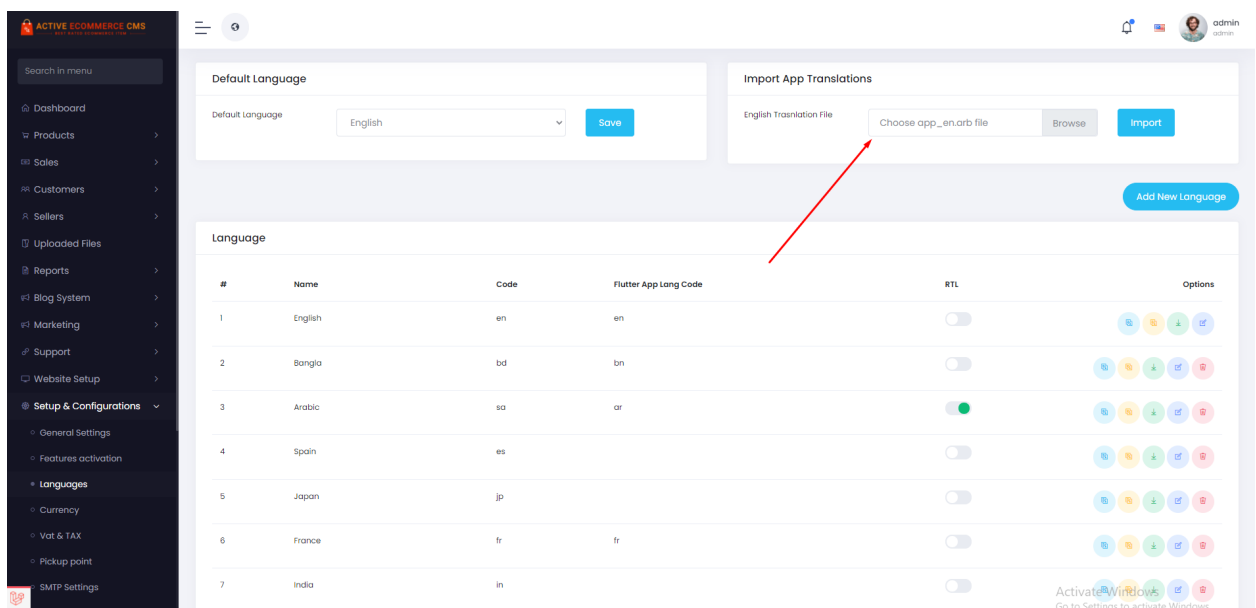 ACTIVE ECOMMERCE CMS
BEST RATED ECOMMERCE ITEM
admin
admin
Search in menu
Dashboard
Products
Sales
Customers
Sellers
Uploaded Files
Reports
Blog System
Marketing
Support
Website Setup
Setup & Configurations
General Settings
Features activation
Languages
Currency
Vat & TAX
Pickup point
SMTP Settings
Default Language
Default Language English Save
Import App Translations
English Trasnlation File Choose app_en.arb file Browse Import
Add New Language
Language
# Name Code Flutter App Lang Code RTL Options
1 English en en
2 Bangla bd bn
3 Arabic sa ar
4 Spain es
5 Japan jp
6 France fr fr
7 India in
Activate Windows
Go to Settings to activate Windows